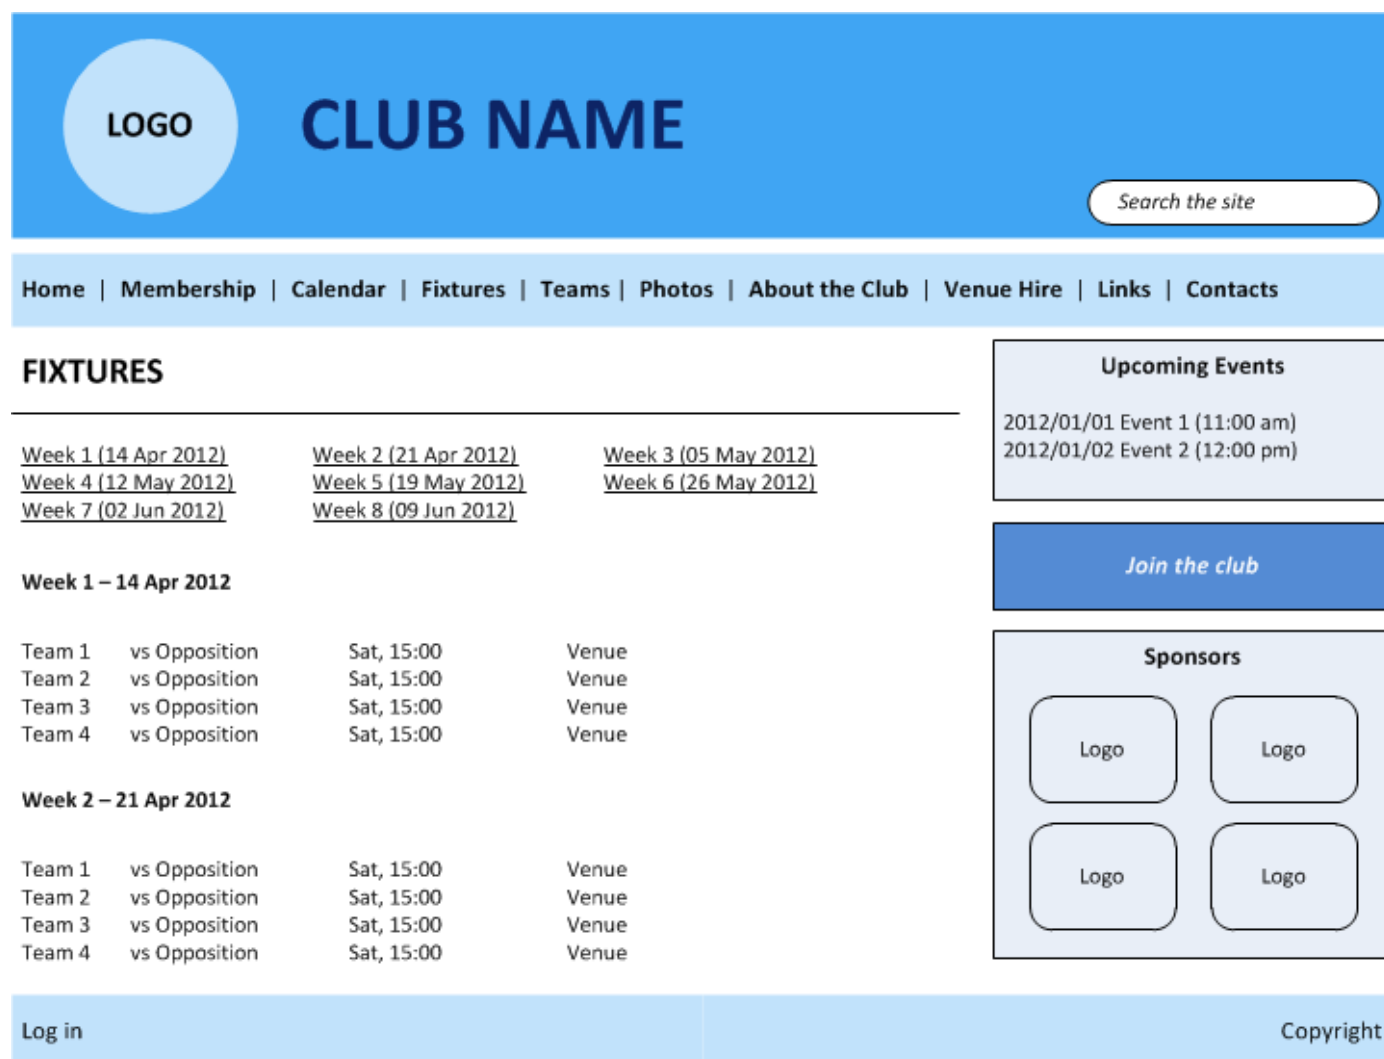 LOGO
CLUB NAME
Search the site
Home | Membership | Calendar | Fixtures | Teams | Photos | About the Club | Venue Hire | Links | Contacts
FIXTURES
Week 1 (14 Apr 2012) Week 2 (21 Apr 2012) Week 3 (05 May 2012)
Week 4 (12 May 2012) Week 5 (19 May 2012) Week 6 (26 May 2012)
Week 7 (02 Jun 2012) Week 8 (09 Jun 2012)
Week 1 – 14 Apr 2012
Team 1 vs Opposition Sat, 15:00 Venue
Team 2 vs Opposition Sat, 15:00 Venue
Team 3 vs Opposition Sat, 15:00 Venue
Team 4 vs Opposition Sat, 15:00 Venue
Week 2 – 21 Apr 2012
Team 1 vs Opposition Sat, 15:00 Venue
Team 2 vs Opposition Sat, 15:00 Venue
Team 3 vs Opposition Sat, 15:00 Venue
Team 4 vs Opposition Sat, 15:00 Venue
Upcoming Events
2012/01/01 Event 1 (11:00 am)
2012/01/02 Event 2 (12:00 pm)
Join the club
Sponsors
Logo Logo
Logo Logo
Log in Copyright